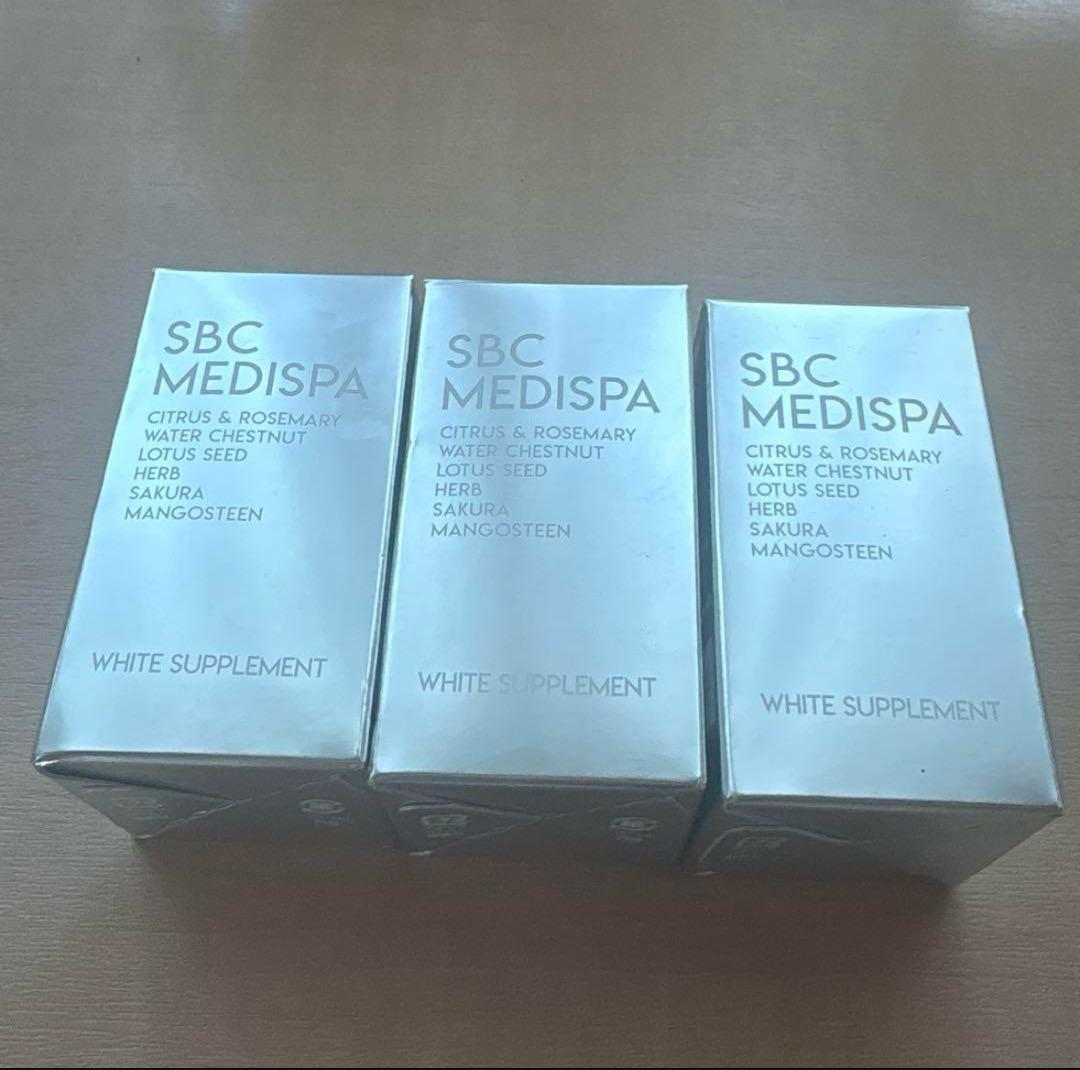 SBC
MEDISPA
CITRUS & ROSEMARY
WATER CHESTNUT
LOTUS SEED
HERB
SAKURA
MANGOSTEEN
WHITE SUPPLEMENT
SBC
MEDISPA
CITRUS & ROSEMARY
WATER CHESTNUT
LOTUS SEED
HERB
SAKURA
MANGOSTEEN
WHITE SUPPLEMENT
SBC
MEDISPA
CITRUS & ROSEMARY
WATER CHESTNUT
LOTUS SEED
HERB
SAKURA
MANGOSTEEN
WHITE SUPPLEMENT